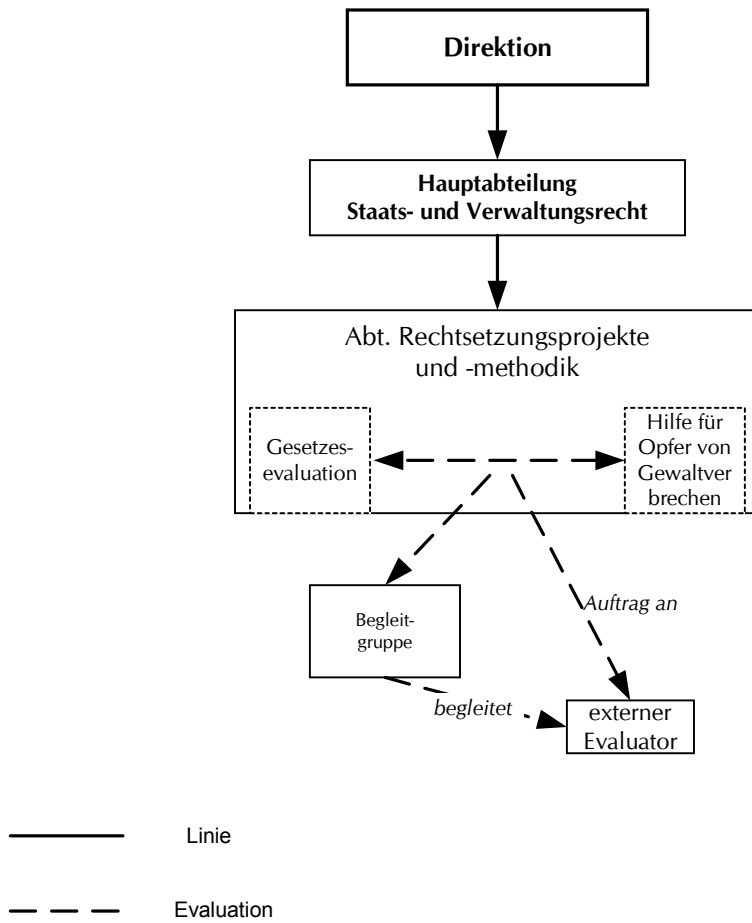 Direktion
Hauptabteilung
Staats- und Verwaltungsrecht
Abt. Rechtsetzungsprojekte
und -methodik
Gesetzes-
evaluation
Hilfe für
Opfer von
Gewaltver
brechen
Begleit-
gruppe
Auftrag an
begleitet
externer
Evaluator
Linie
Evaluation